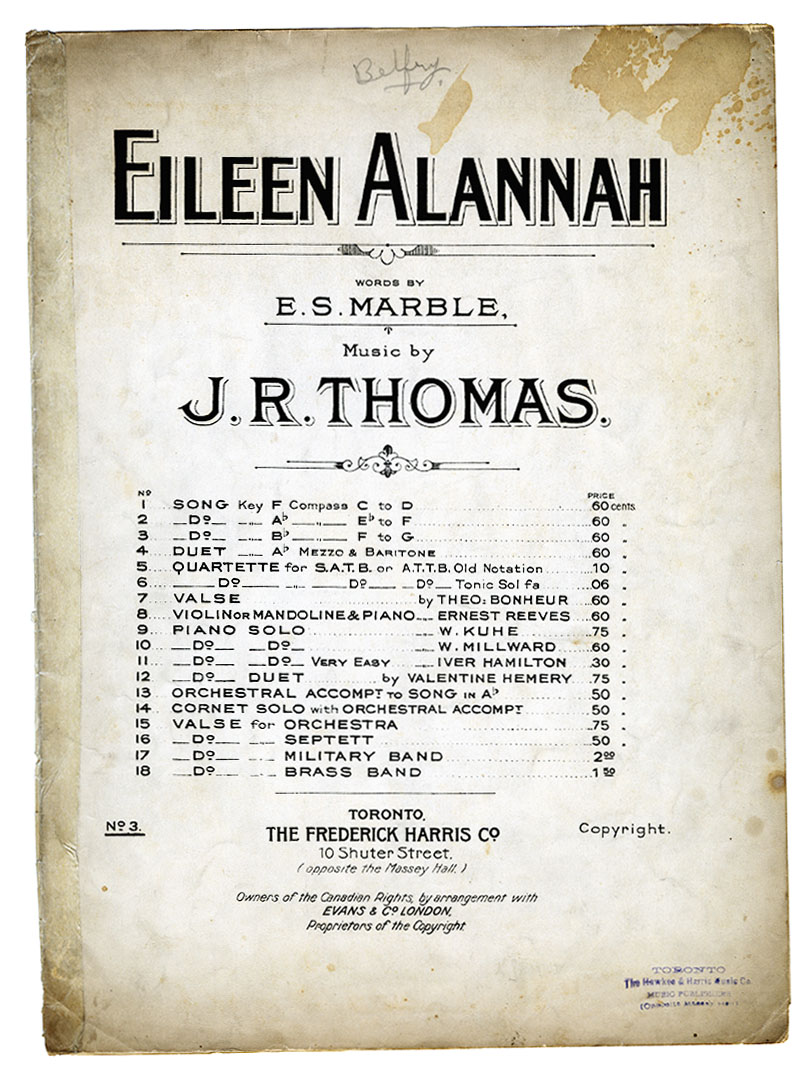 Belfry
EILEEN ALANNAH
WORDS BY
E.S. MARBLE,
Music by
J.R. THOMAS.
No PRICE
1 SONG Key F Compass C to D .60 cents
2 Do „ A♭ „ E♭ to F .60 „
3 Do „ B♭ „ F to G .60 „
4 DUET „ A♭ MEZZO & BARITONE .60 „
5 QUARTETTE for S.A.T.B. or A.T.T.B. Old Notation .10 „
6 Do „ Do Do Tonic Sol fa .06 „
7 VALSE by THEO: BONHEUR .60 „
8 VIOLIN OR MANDOLINE & PIANO „ ERNEST REEVES .60 „
9 PIANO SOLO „ W. KUHE .75 „
10 Do Do „ W. MILLWARD .60 „
11 Do Do VERY EASY „ IVER HAMILTON .30 „
12 Do DUET by VALENTINE HEMERY .75 „
13 ORCHESTRAL ACCOMPT TO SONG IN A♭ .50 „
14 CORNET SOLO with ORCHESTRAL ACCOMPT .50 „
15 VALSE for ORCHESTRA .75 „
16 Do „ SEPTETT .50 „
17 Do „ MILITARY BAND 2.00
18 Do „ BRASS BAND 1.50
TORONTO.
No 3. THE FREDERICK HARRIS Co Copyright.
10 Shuter Street.
(opposite the Massey Hall.)
Owners of the Canadian Rights, by arrangement with
EVANS & Co LONDON,
Proprietors of the Copyright
TORONTO
The Hawkes & Harris Music Co.
MUSIC PUBLISHERS
(Opposite Massey Hall)